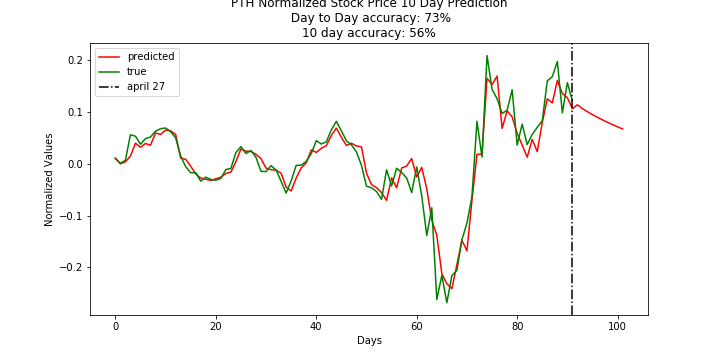 PTH Normalized Stock Price 10 Day Prediction
Day to Day accuracy: 73%
10 day accuracy: 56%
predicted
true
april 27
Normalized Values
0.2
0.1
0.0
−0.1
−0.2
0
20
40
60
80
100
Days